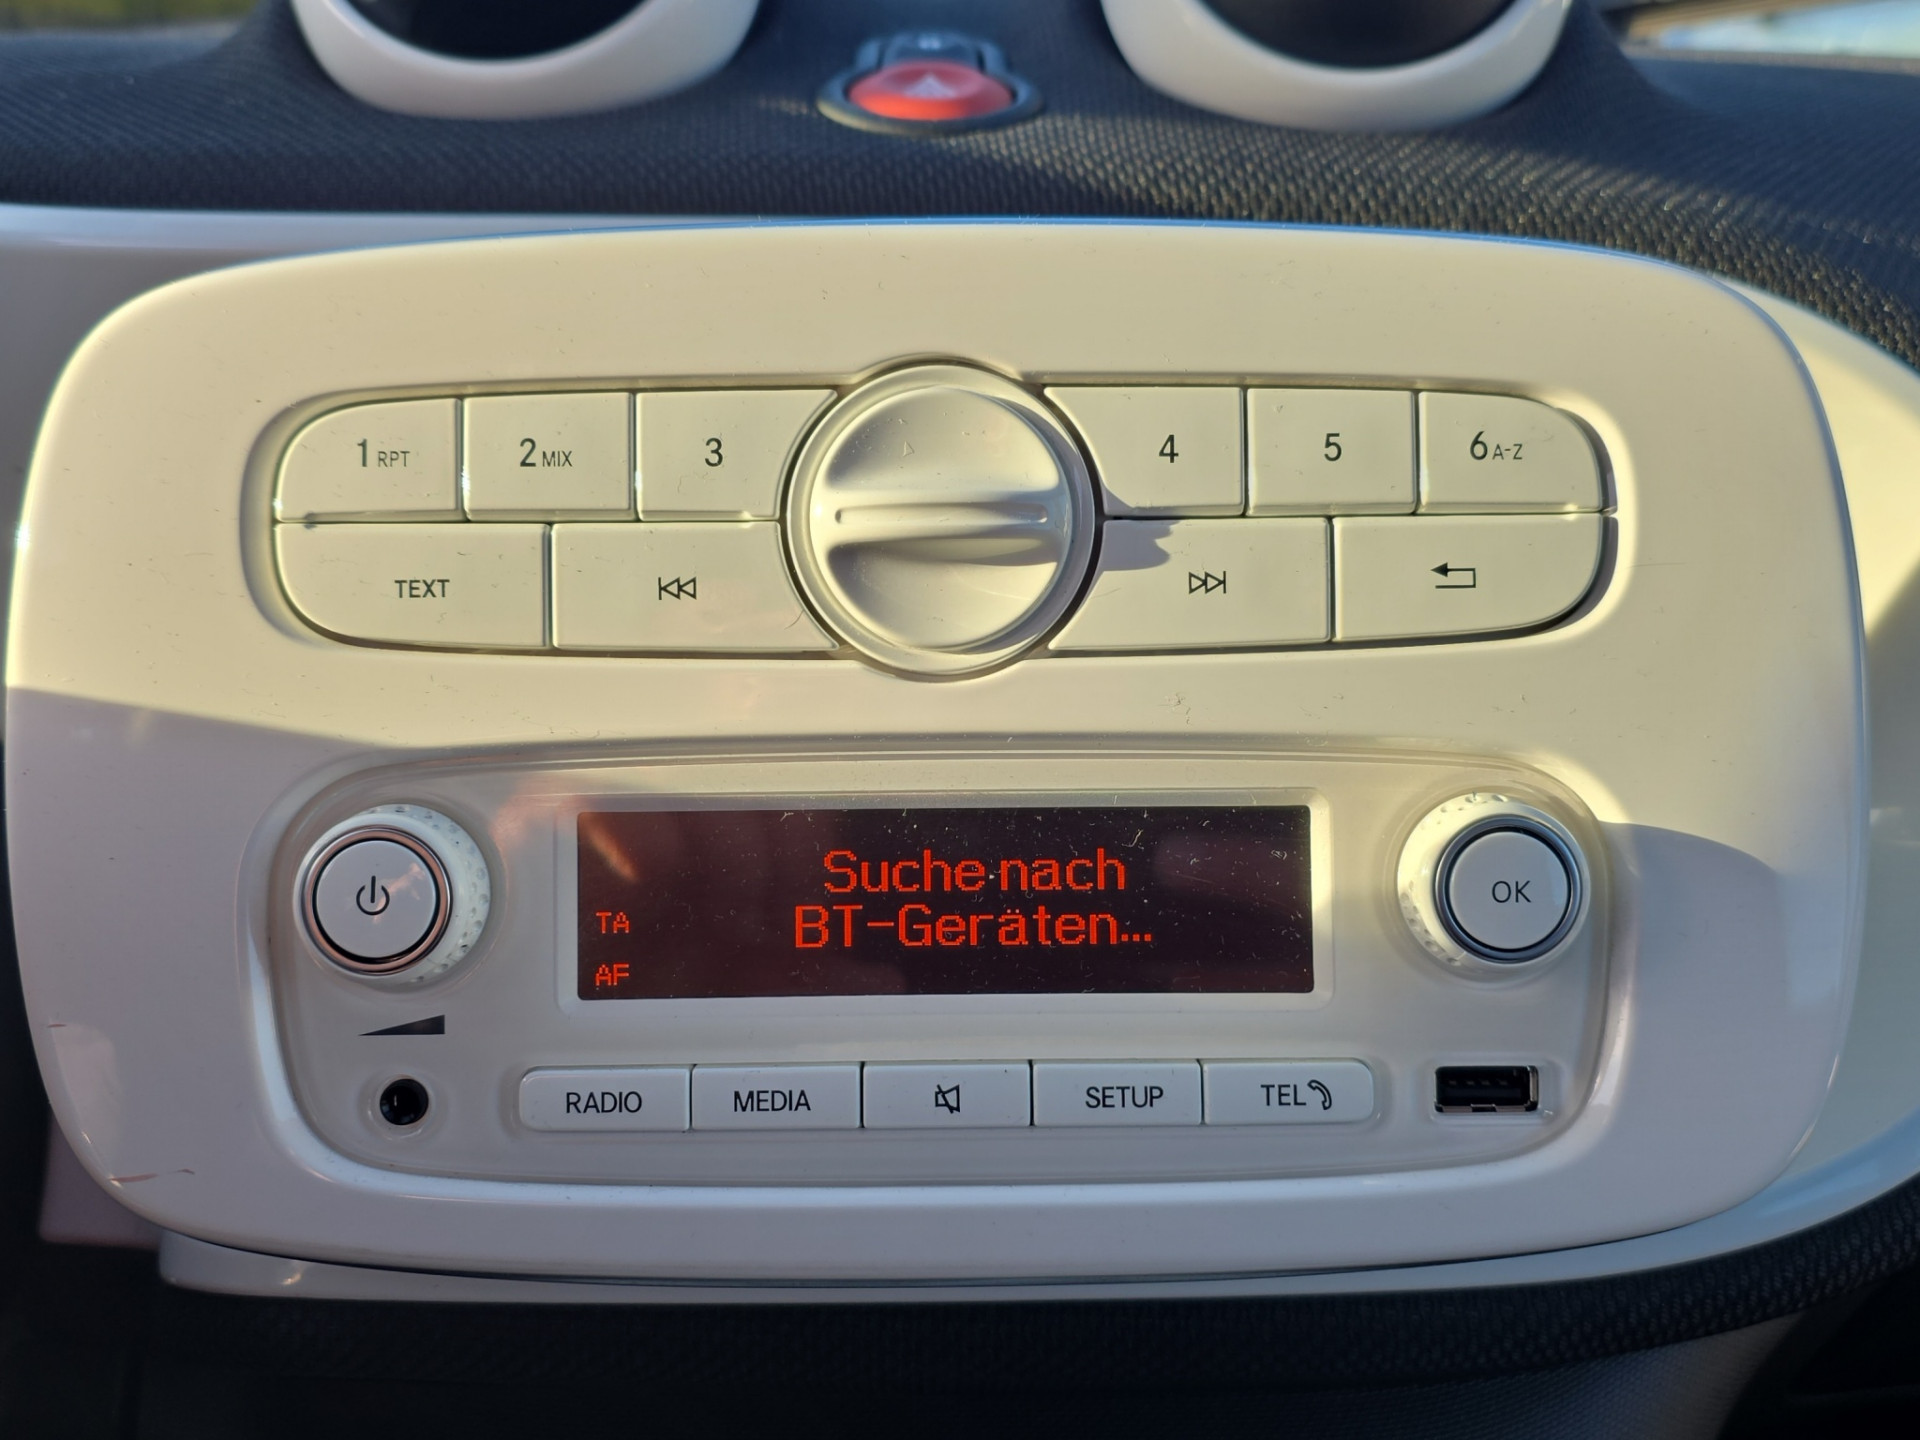 1 RPT
2 MIX
3
4
5
6 A-Z
TEXT
Suche nach
BT-Geräten...
TA
AF
OK
RADIO
MEDIA
SETUP
TEL